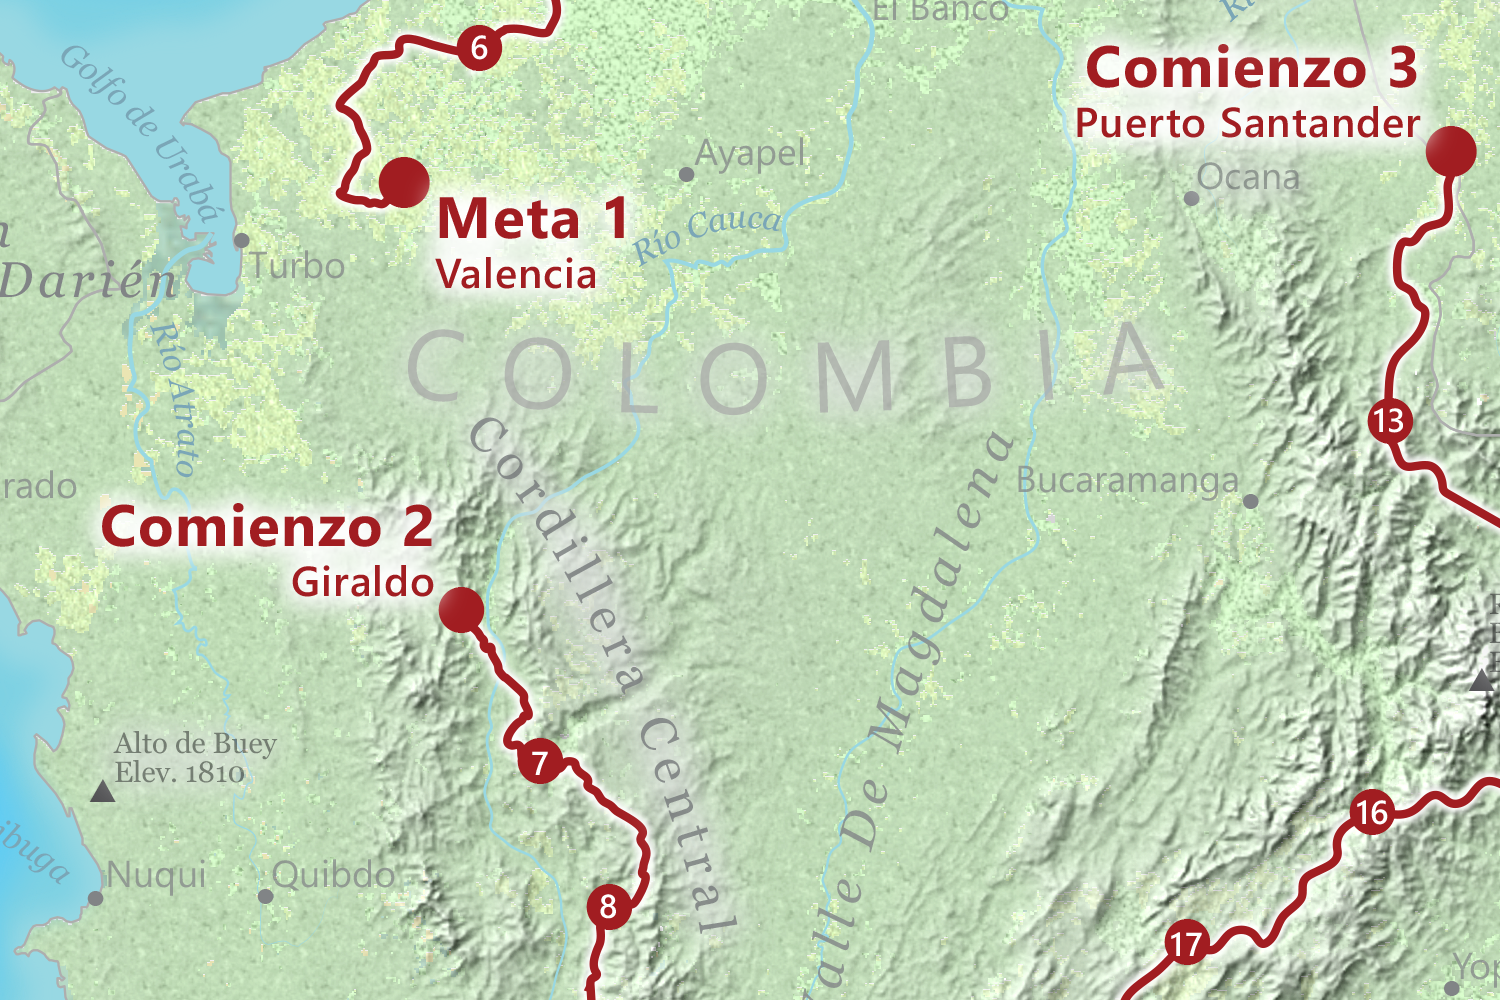 El Banco
6
Comienzo 3
Puerto Santander
Golfo de Urabá
Ayapel
Ocana
Meta 1
Valencia
Río Cauca
Turbo
Darién
Río Atrato
COLOMBIA
13
Cordillera Central
Bucaramanga
Valle De Magdalena
Comienzo 2
Giraldo
Alto de Buey
Elev. 1810
7
16
Nuqui
Quibdo
8
17